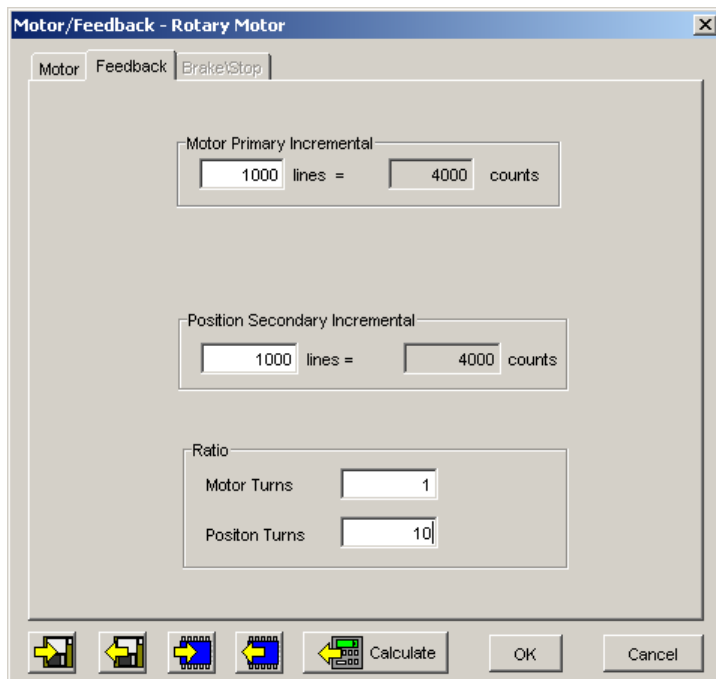 Motor/Feedback - Rotary Motor
Motor Feedback Brake\Stop
Motor Primary Incremental
1000 lines = 4000 counts
Position Secondary Incremental
1000 lines = 4000 counts
Ratio
Motor Turns 1
Positon Turns 10
Calculate OK Cancel